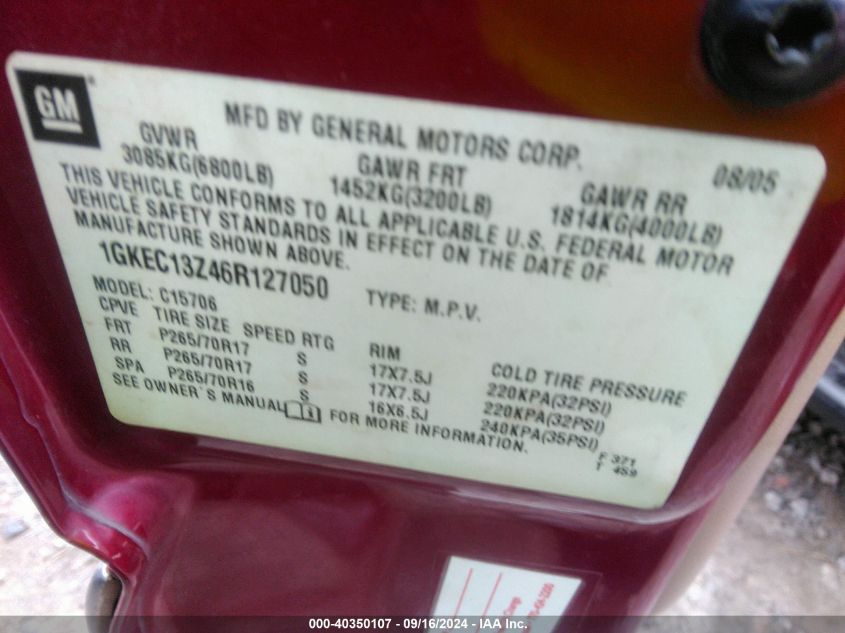 GM
MFD BY GENERAL MOTORS CORP. 08/05
GVWR GAWR FRT GAWR RR
3085KG(6800LB) 1452KG(3200LB) 1814KG(4000LB)
THIS VEHICLE CONFORMS TO ALL APPLICABLE U.S. FEDERAL MOTOR
VEHICLE SAFETY STANDARDS IN EFFECT ON THE DATE OF
MANUFACTURE SHOWN ABOVE.
1GKEC13Z46R127050 TYPE: M.P.V.
MODEL: C15706
CPVE TIRE SIZE SPEED RTG RIM COLD TIRE PRESSURE
FRT P265/70R17 S 17X7.5J 220KPA(32PSI)
RR P265/70R17 S 17X7.5J 220KPA(32PSI)
SPA P265/70R16 S 16X6.5J 240KPA(35PSI)
SEE OWNER'S MANUAL FOR MORE INFORMATION.
F 371
T 459
000-40350107 - 09/16/2024 - IAA Inc.